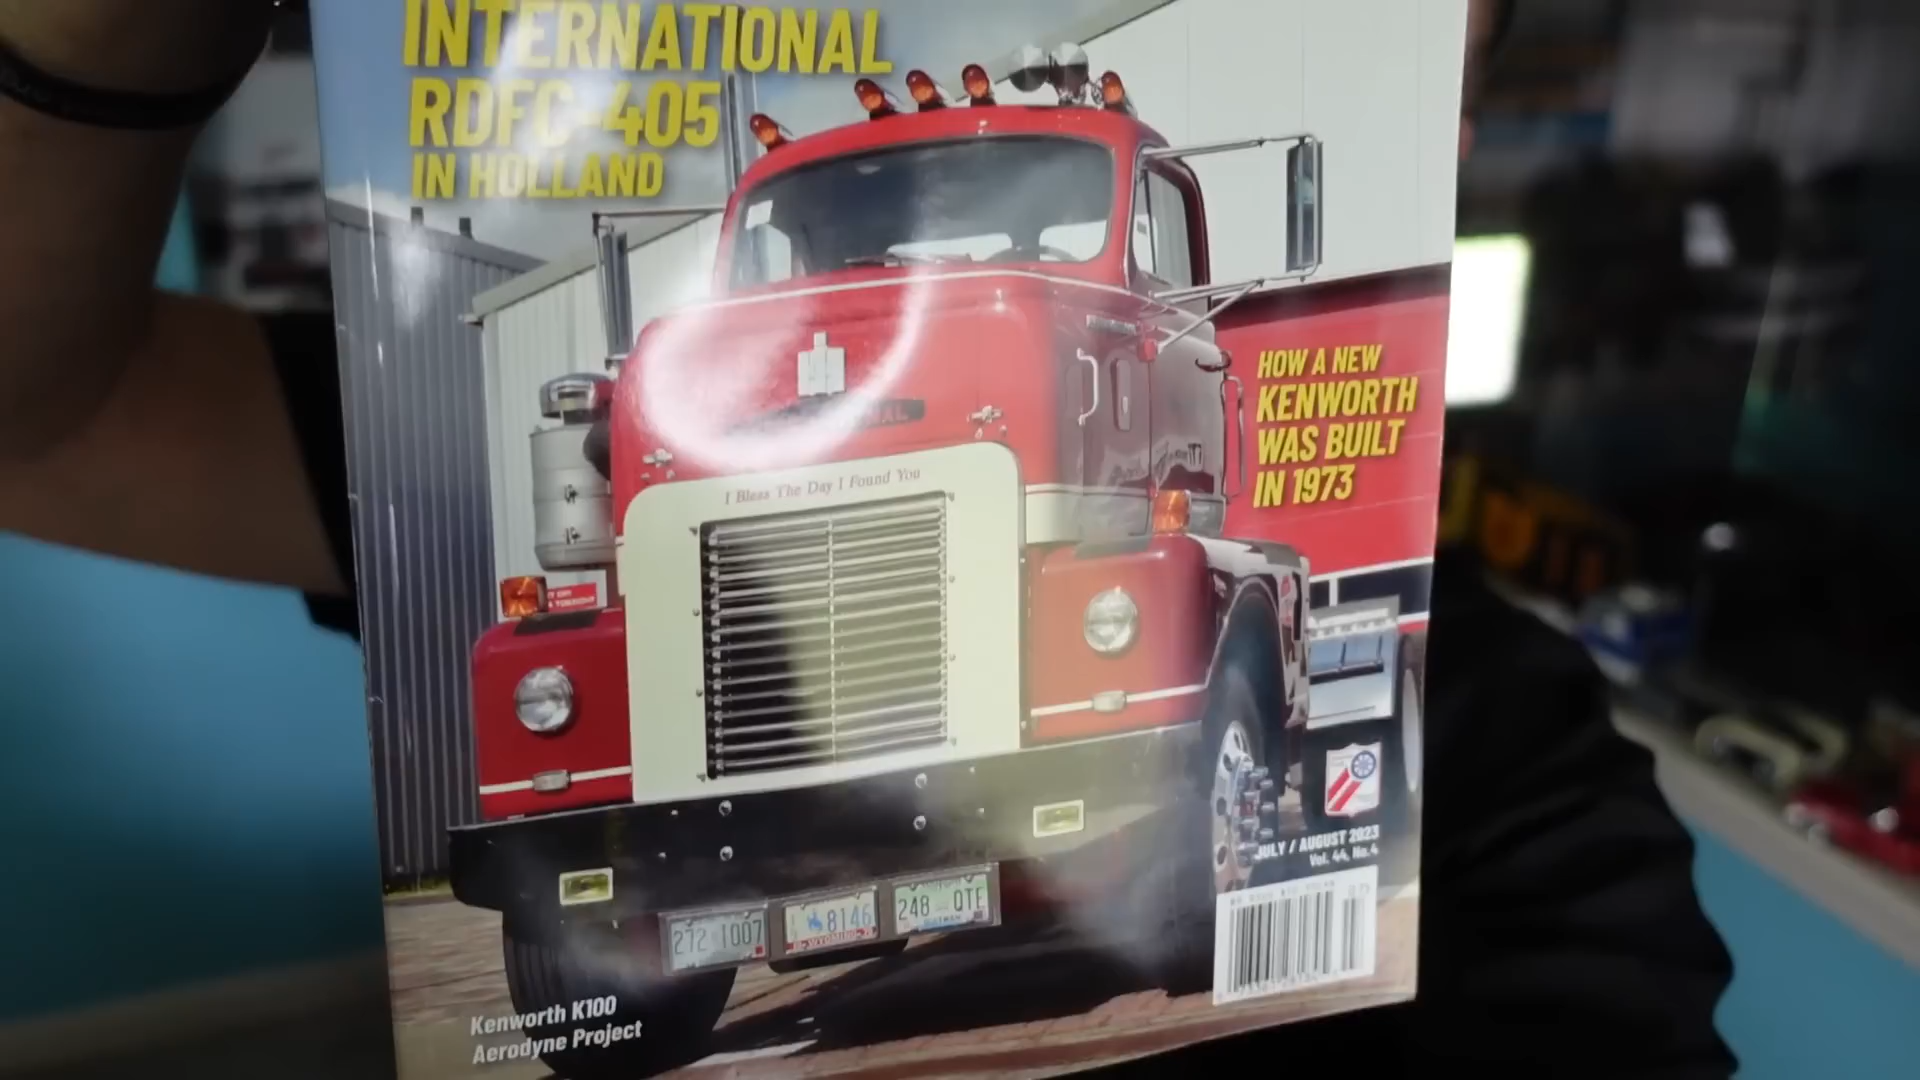 INTERNATIONAL
RDFC-405
IN HOLLAND
HOW A NEW
KENWORTH
WAS BUILT
IN 1973
I Bless The Day I Found You
JULY / AUGUST 2023
Vol. 44, No. 4
272 1007
8146
WYOMING
248 QTE
Kenworth K100
Aerodyne Project